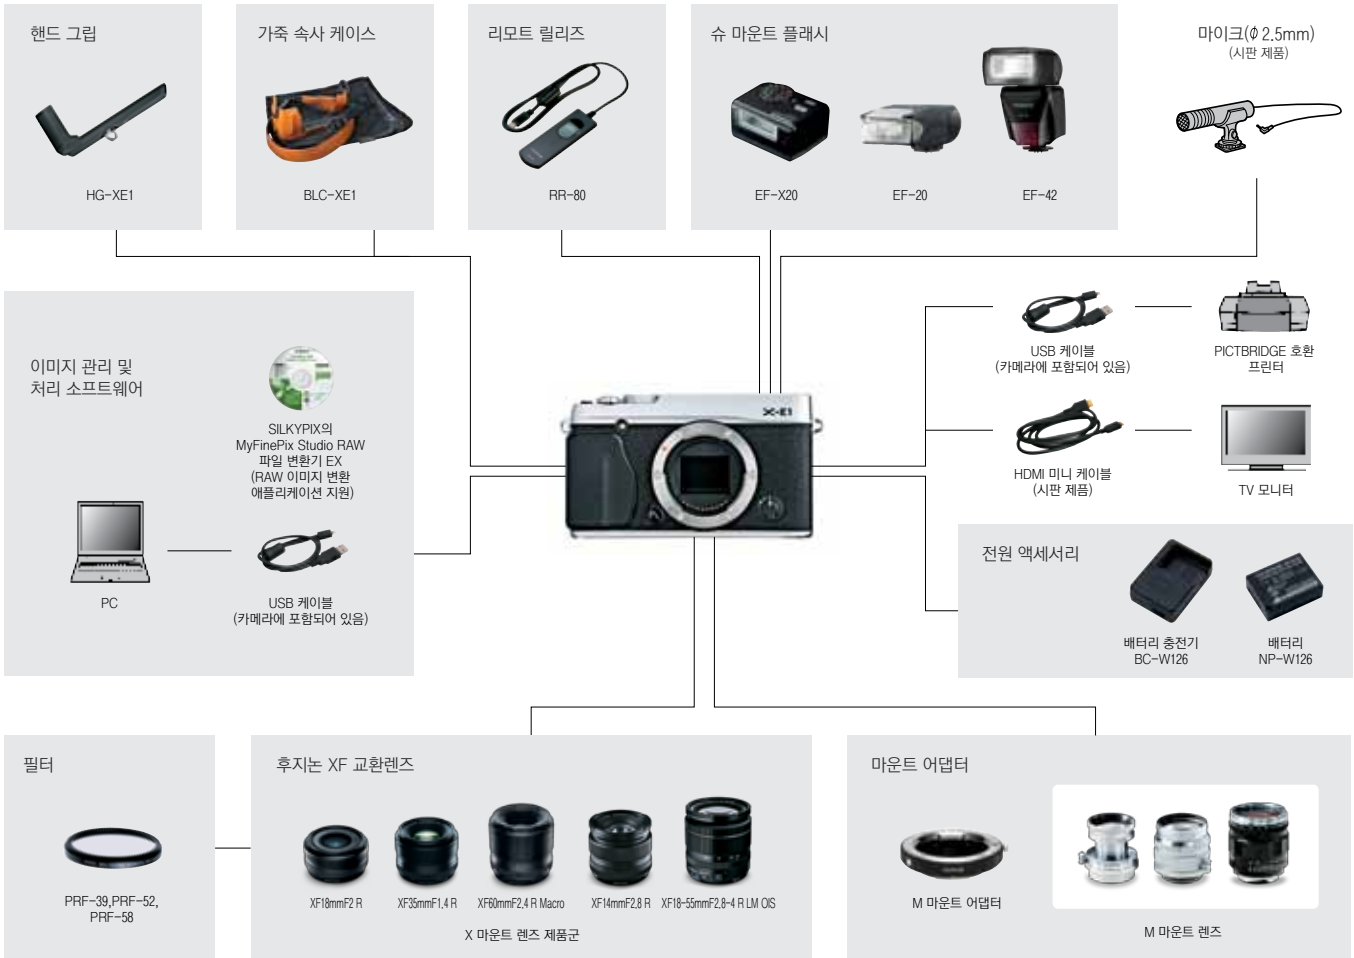 핸드 그립
HG-XE1
가죽 속사 케이스
BLC-XE1
리모트 릴리즈
RR-80
슈 마운트 플래시
EF-X20
EF-20
EF-42
마이크(ϕ2.5mm)
(시판 제품)
이미지 관리 및
처리 소프트웨어
SILKYPIX의
MyFinePix Studio RAW
파일 변환기 EX
(RAW 이미지 변환
애플리케이션 지원)
PC
USB 케이블
(카메라에 포함되어 있음)
X-E1
USB 케이블
(카메라에 포함되어 있음)
PICTBRIDGE 호환
프린터
HDMI 미니 케이블
(시판 제품)
TV 모니터
전원 액세서리
배터리 충전기
BC-W126
배터리
NP-W126
필터
PRF-39,PRF-52,
PRF-58
후지논 XF 교환렌즈
XF18mmF2 R
XF35mmF1,4 R
XF60mmF2,4 R Macro
XF14mmF2,8 R
XF18-55mmF2,8-4 R LM OIS
X 마운트 렌즈 제품군
마운트 어댑터
M 마운트 어댑터
M 마운트 렌즈